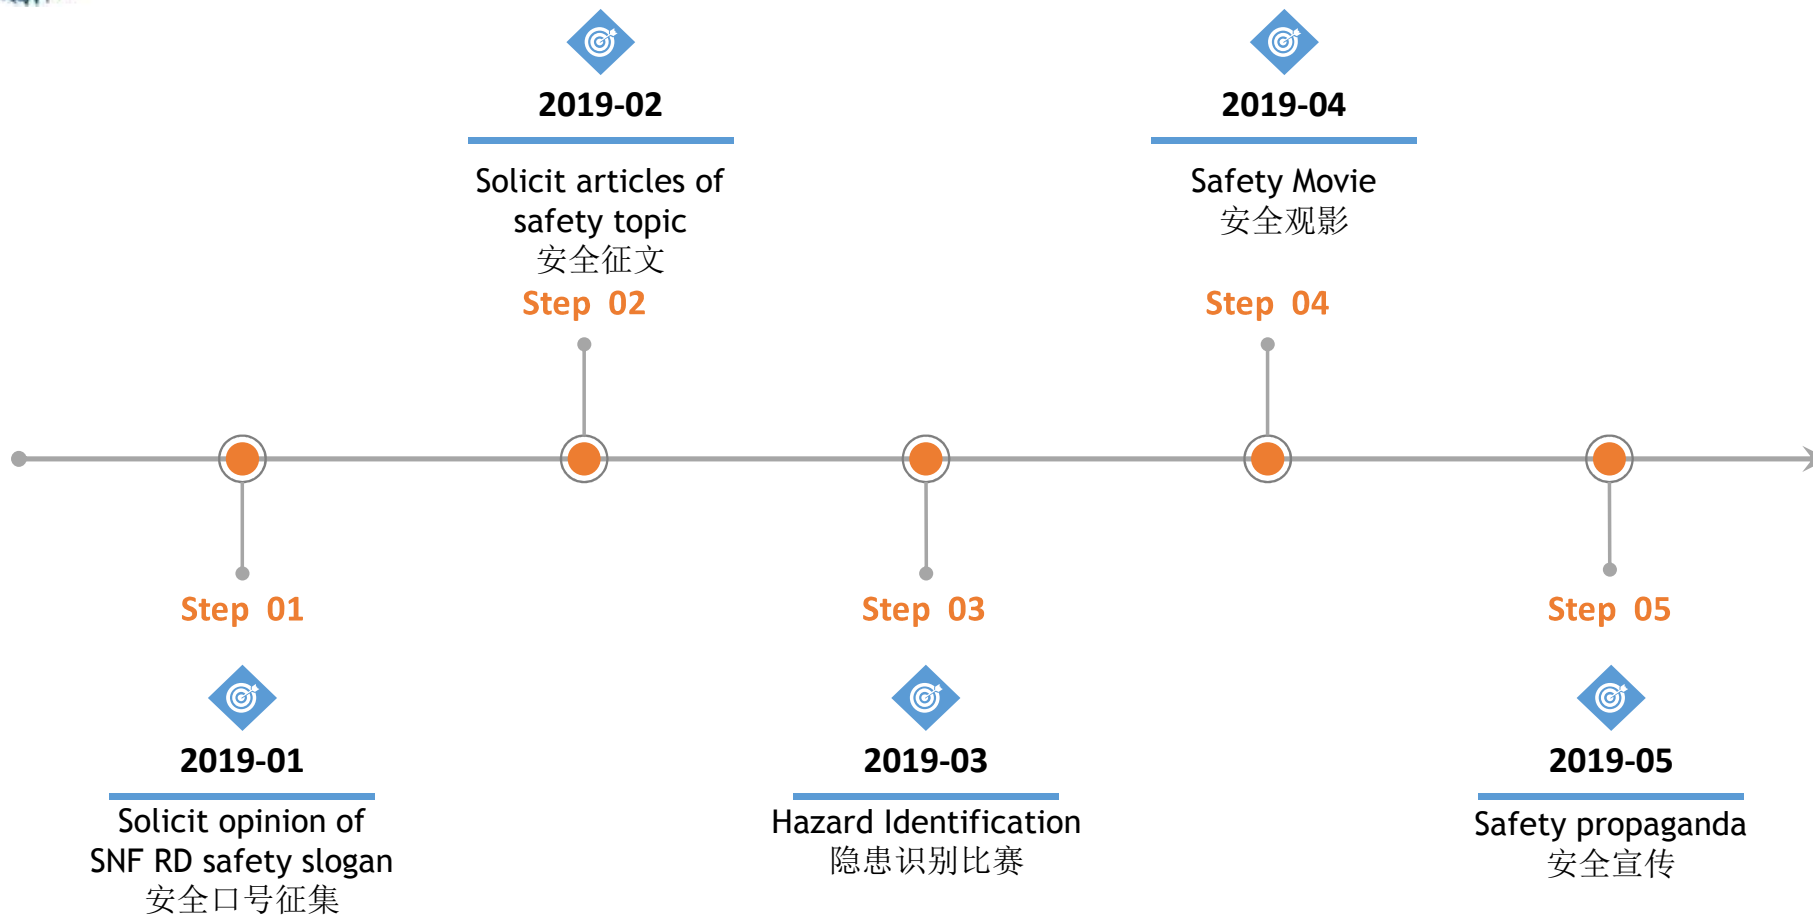 2019-02
Solicit articles of
safety topic
安全征文
Step 02
2019-04
Safety Movie
安全观影
Step 04
Step 01
2019-01
Solicit opinion of
SNF RD safety slogan
安全口号征集
Step 03
2019-03
Hazard Identification
隐患识别比赛
Step 05
2019-05
Safety propaganda
安全宣传